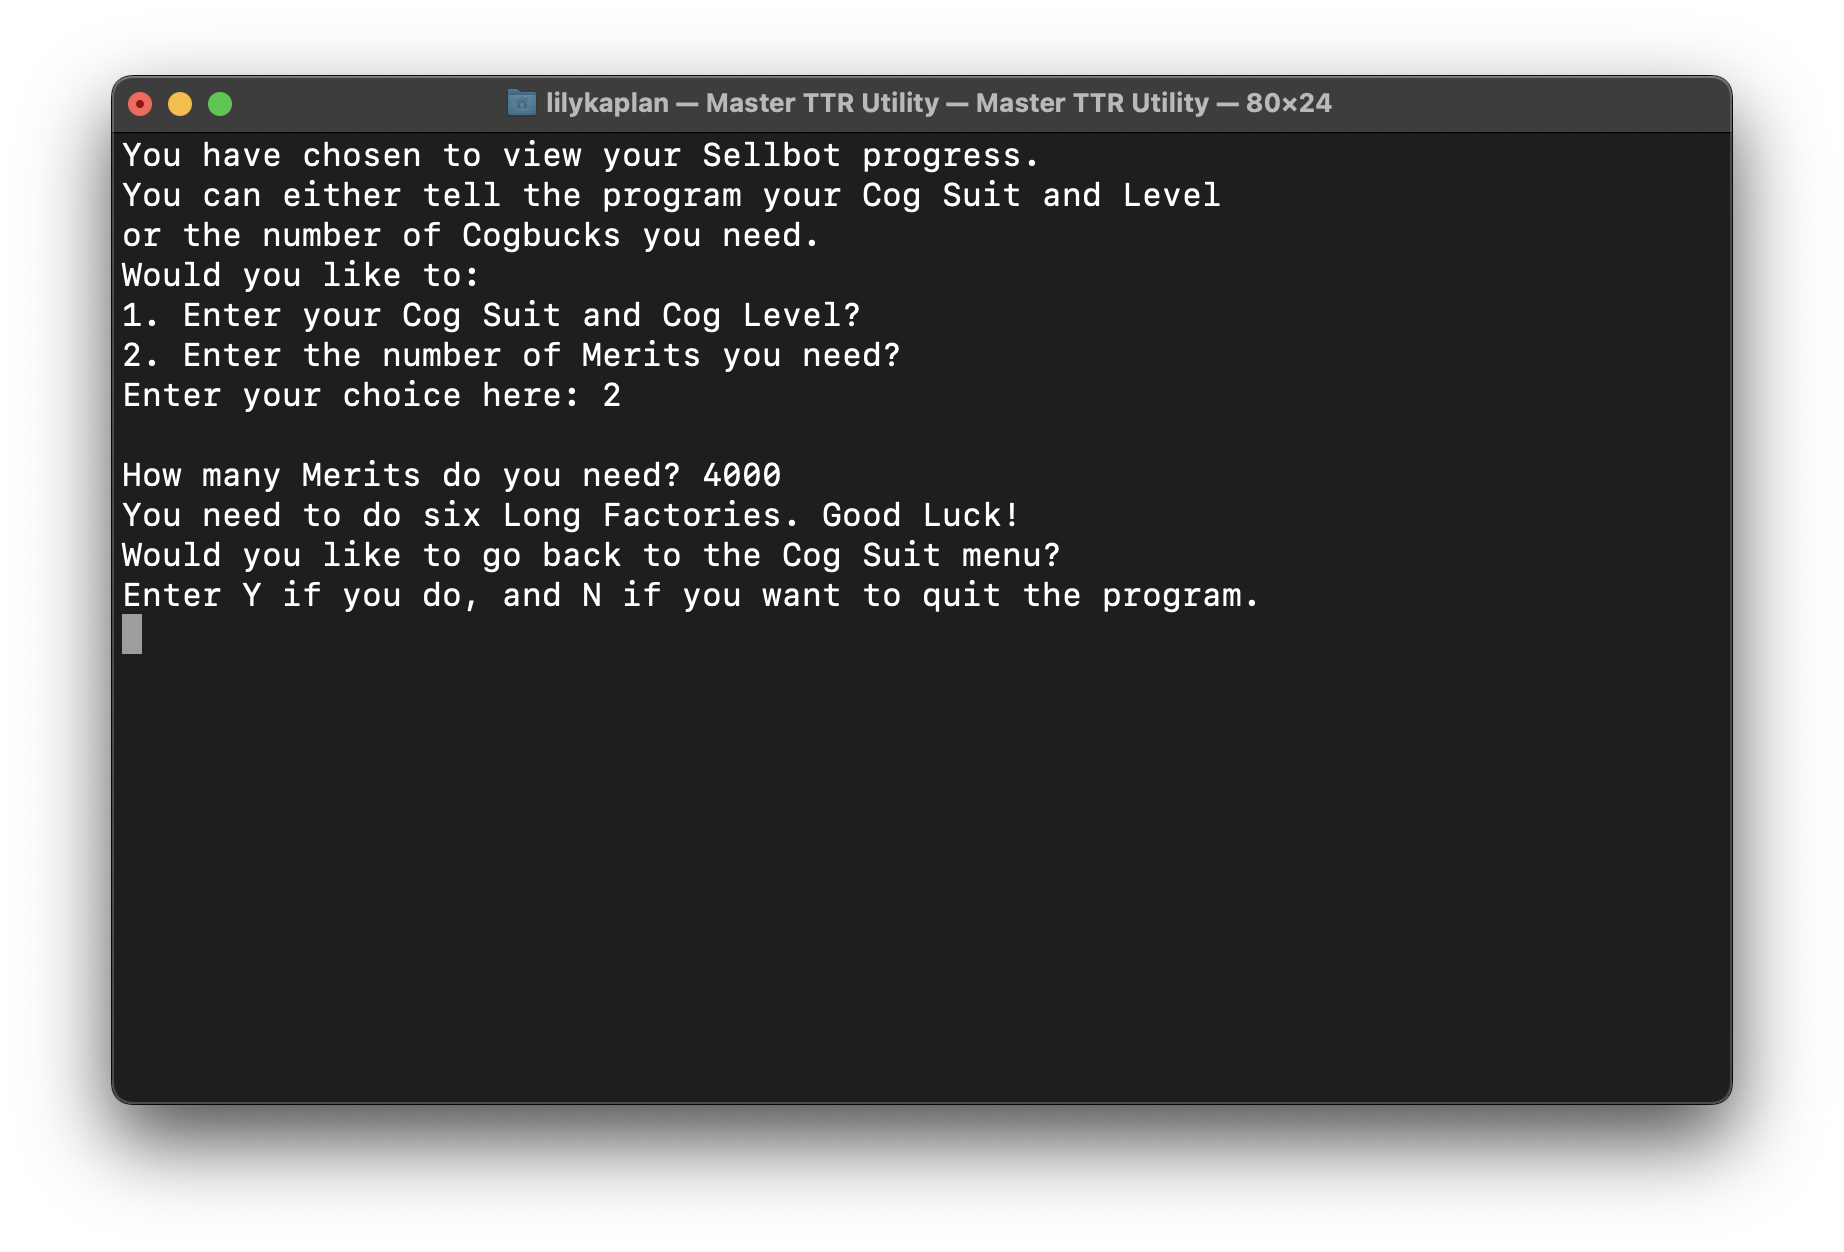 lilykaplan — Master TTR Utility — Master TTR Utility — 80×24
You have chosen to view your Sellbot progress.
You can either tell the program your Cog Suit and Level
or the number of Cogbucks you need.
Would you like to:
1. Enter your Cog Suit and Cog Level?
2. Enter the number of Merits you need?
Enter your choice here: 2
How many Merits do you need? 4000
You need to do six Long Factories. Good Luck!
Would you like to go back to the Cog Suit menu?
Enter Y if you do, and N if you want to quit the program.